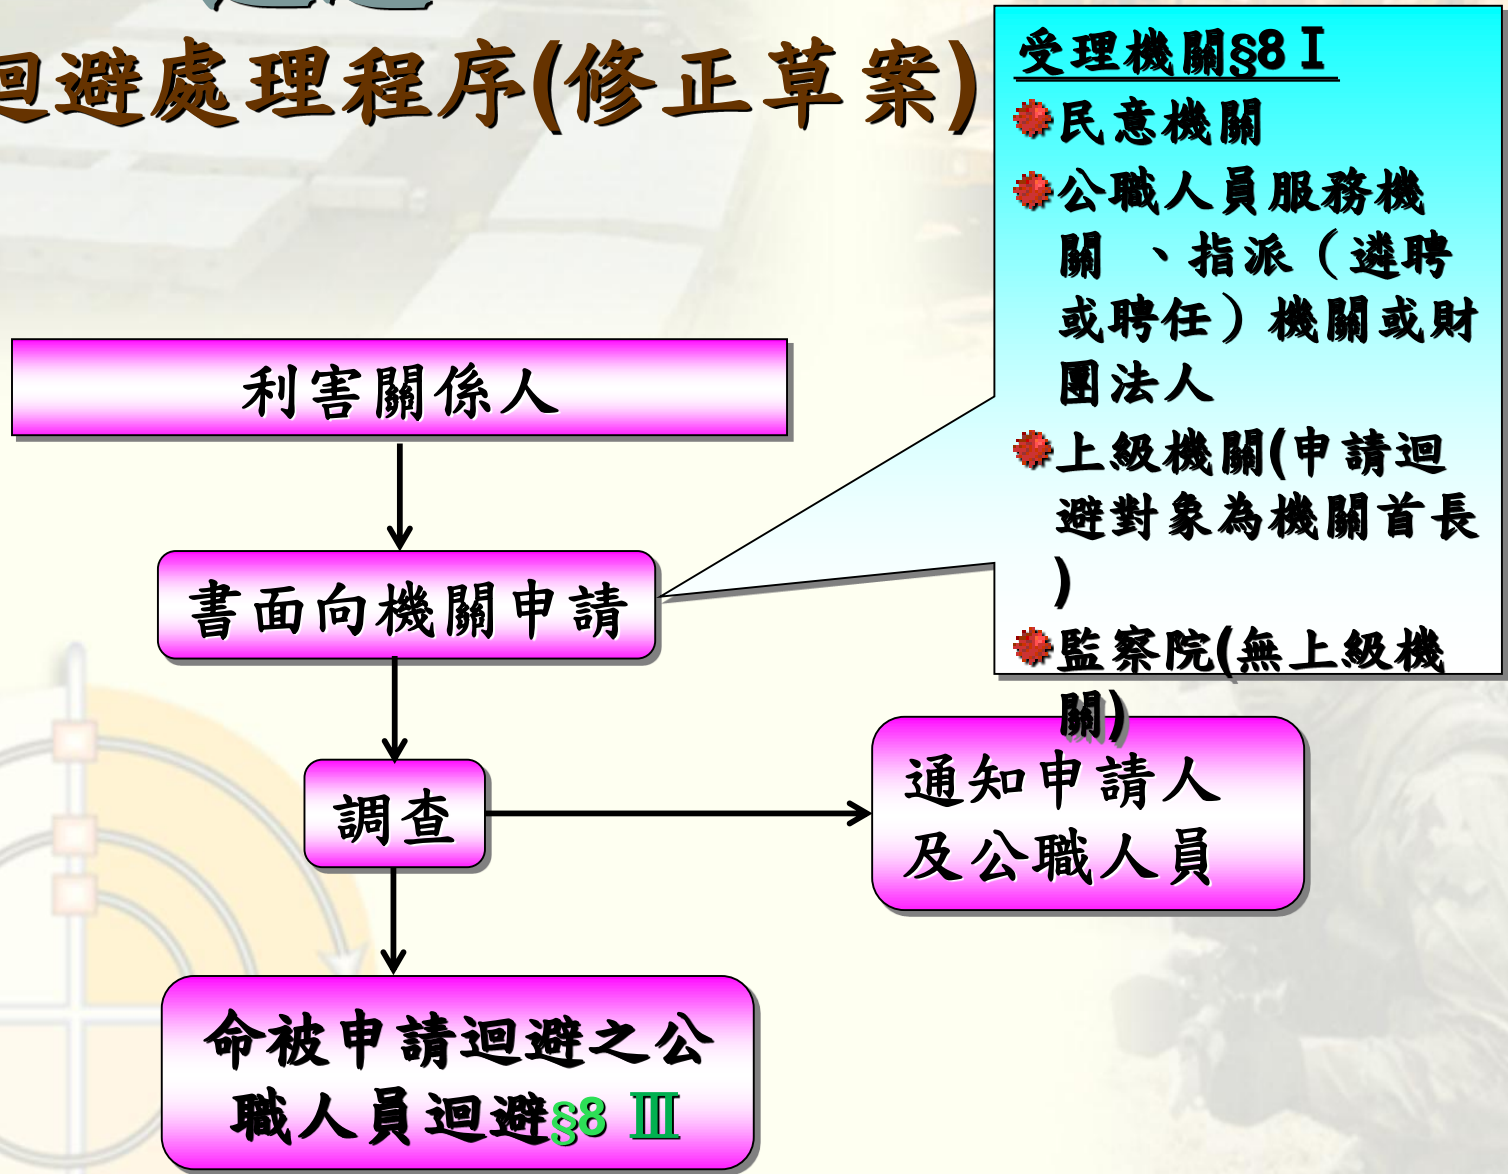 迴避處理程序(修正草案)
受理機關§8Ⅰ
民意機關
公職人員服務機
關 、指派（遴聘
或聘任）機關或財
團法人
上級機關(申請迴
避對象為機關首長
)
監察院(無上級機
關)
利害關係人
書面向機關申請
調查
通知申請人
及公職人員
命被申請迴避之公
職人員迴避§8 Ⅲ